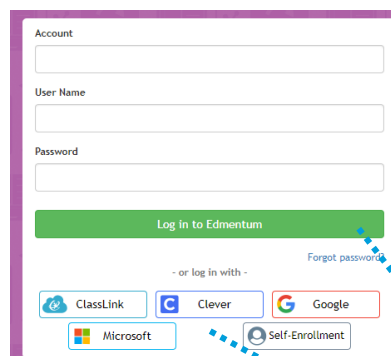 Account
User Name
Password
Log in to Edmentum
Forgot password?
- or log in with -
ClassLink C Clever G Google
Microsoft Self-Enrollment